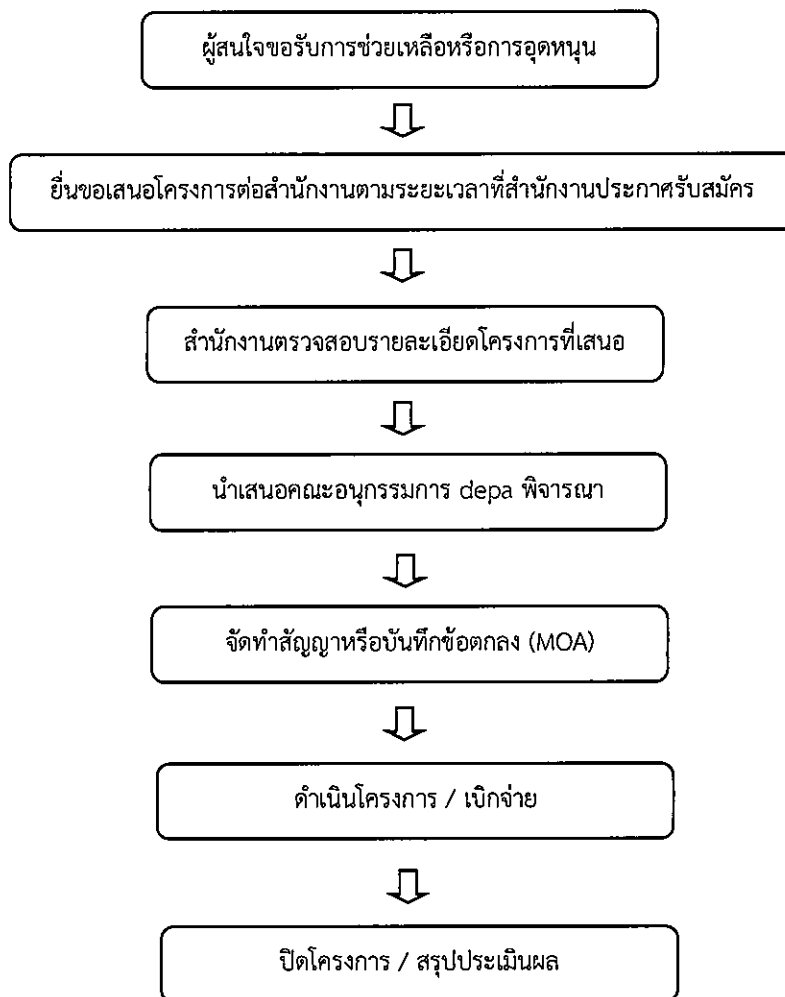 ผู้สนใจขอรับการช่วยเหลือหรือการอุดหนุน
ยื่นขอเสนอโครงการต่อสำนักงานตามระยะเวลาที่สำนักงานประกาศรับสมัคร
สำนักงานตรวจสอบรายละเอียดโครงการที่เสนอ
นำเสนอคณะอนุกรรมการ depa พิจารณา
จัดทำสัญญาหรือบันทึกข้อตกลง (MOA)
ดำเนินโครงการ / เบิกจ่าย
ปิดโครงการ / สรุปประเมินผล